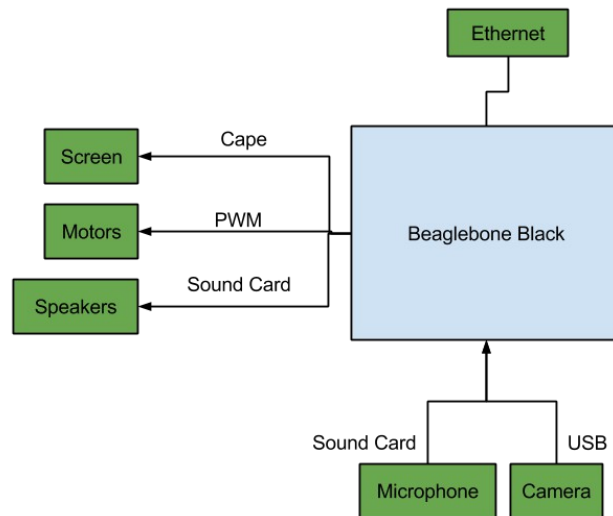 Ethernet
Cape
Screen
Beaglebone Black
PWM
Motors
Sound Card
Speakers
Sound Card
USB
Microphone
Camera